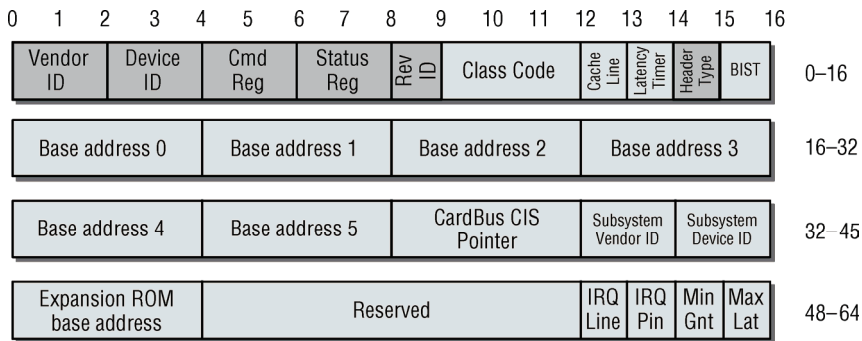 0 1 2 3 4 5 6 7 8 9 10 11 12 13 14 15 16
Vendor ID
Device ID
Cmd Reg
Status Reg
Rev ID
Class Code
Cache Line
Latency Timer
Header Type
BIST
0–16
Base address 0
Base address 1
Base address 2
Base address 3
16–32
Base address 4
Base address 5
CardBus CIS
Pointer
Subsystem
Vendor ID
Subsystem
Device ID
32–45
Expansion ROM
base address
Reserved
IRQ
Line
IRQ
Pin
Min
Gnt
Max
Lat
48–64